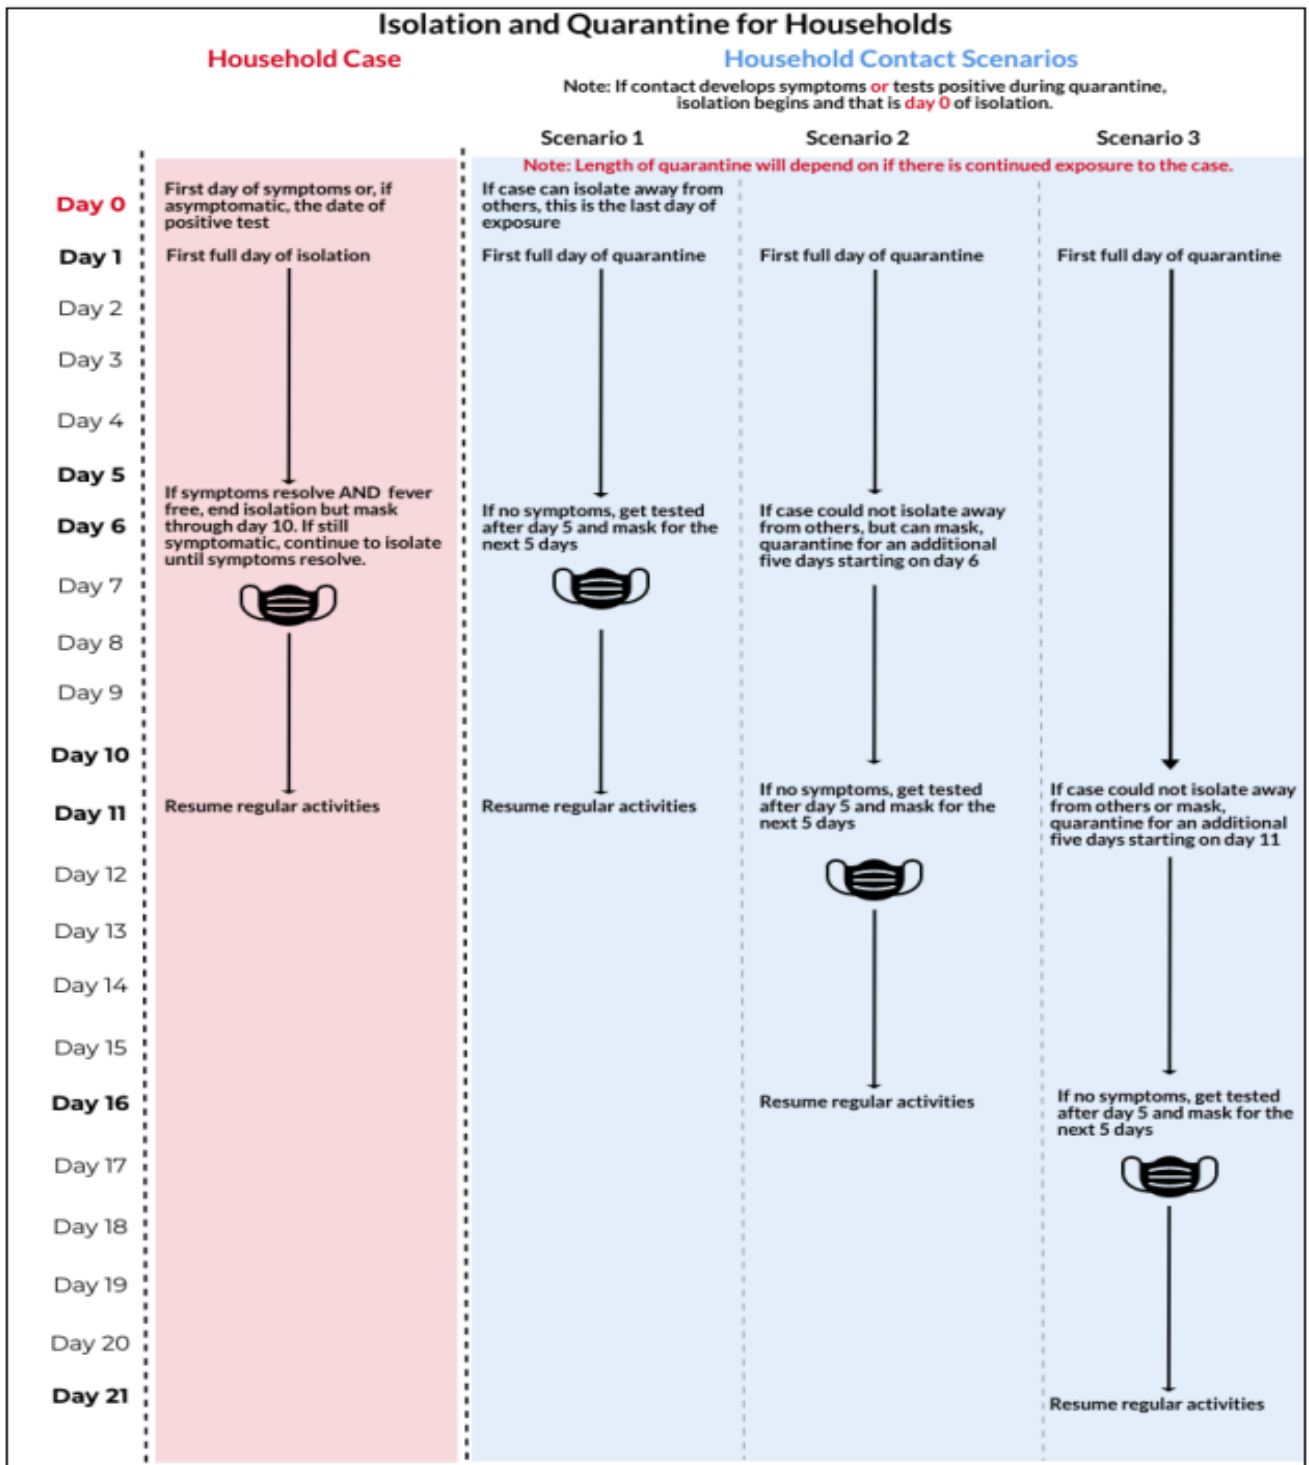 Isolation and Quarantine for Households
Household Case
Household Contact Scenarios
Note: If contact develops symptoms or tests positive during quarantine,
isolation begins and that is day 0 of isolation.
Scenario 1
Scenario 2
Scenario 3
Note: Length of quarantine will depend on if there is continued exposure to the case.
Day 0
First day of symptoms or, if
asymptomatic, the date of
positive test
If case can isolate away from
others, this is the last day of
exposure
Day 1
First full day of isolation
First full day of quarantine
First full day of quarantine
First full day of quarantine
Day 2
Day 3
Day 4
Day 5
If symptoms resolve AND fever
free, end isolation but mask
through day 10. If still
symptomatic, continue to isolate
until symptoms resolve.
Day 6
If no symptoms, get tested
after day 5 and mask for the
next 5 days
If case could not isolate away
from others, but can mask,
quarantine for an additional
five days starting on day 6
Day 7
Day 8
Day 9
Day 10
Day 11
Resume regular activities
Resume regular activities
If no symptoms, get tested
after day 5 and mask for the
next 5 days
If case could not isolate away
from others or mask,
quarantine for an additional
five days starting on day 11
Day 12
Day 13
Day 14
Day 15
Day 16
Resume regular activities
If no symptoms, get tested
after day 5 and mask for the
next 5 days
Day 17
Day 18
Day 19
Day 20
Day 21
Resume regular activities